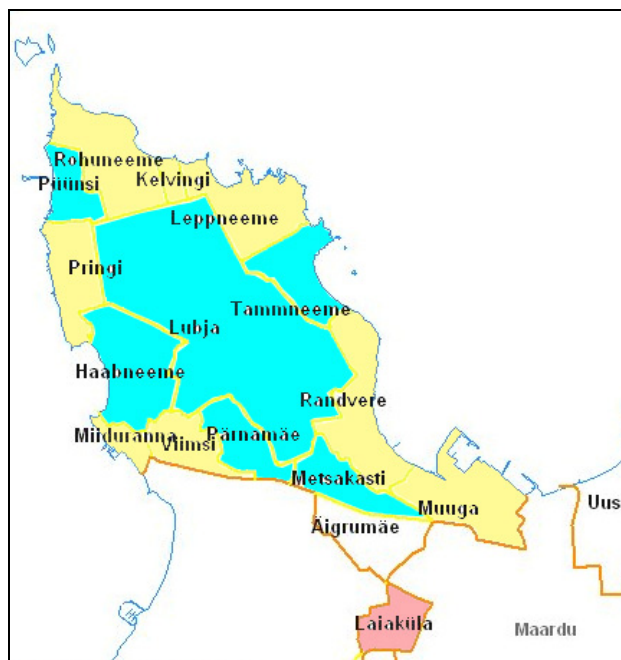 Rohuneeme
Püünsi
Kelvingi
Leppneeme
Pringi
Tammneeme
Lubja
Haabneeme
Randvere
Miiduranna
Viimsi
Pärnamäe
Metsakasti
Muuga
Uus
Äigrumäe
Laiaküla
Maardu